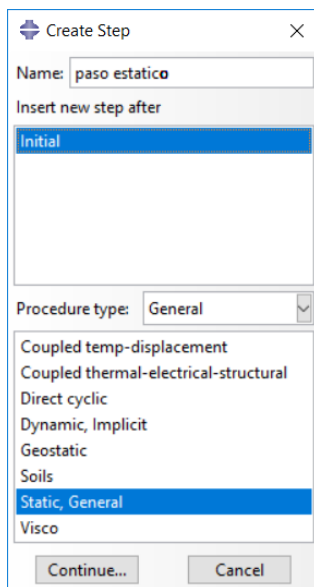 Create Step
Name: paso estatico
Insert new step after
Initial
Procedure type: General
Coupled temp-displacement
Coupled thermal-electrical-structural
Direct cyclic
Dynamic, Implicit
Geostatic
Soils
Static, General
Visco
Continue... Cancel